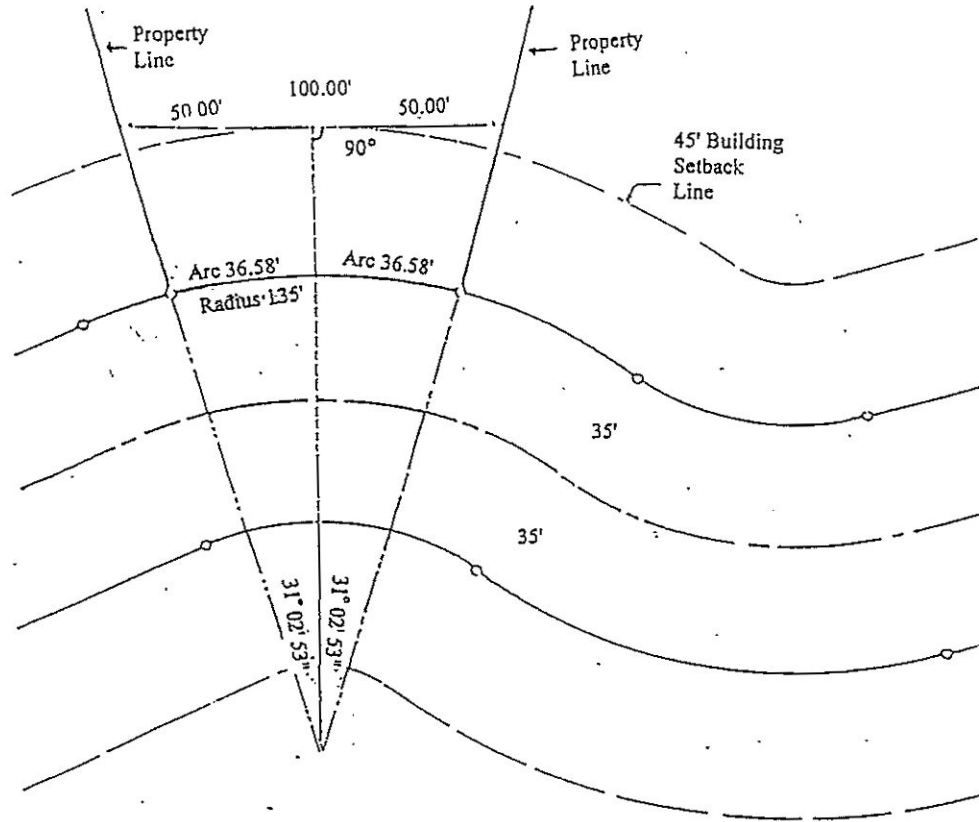 Property
Line
Property
Line
100.00'
50 00'
50.00'
90°
45' Building
Setback
Line
Arc 36.58'
Arc 36.58'
Radius 135'
35'
35'
31° 02' 53"
31° 02' 53"